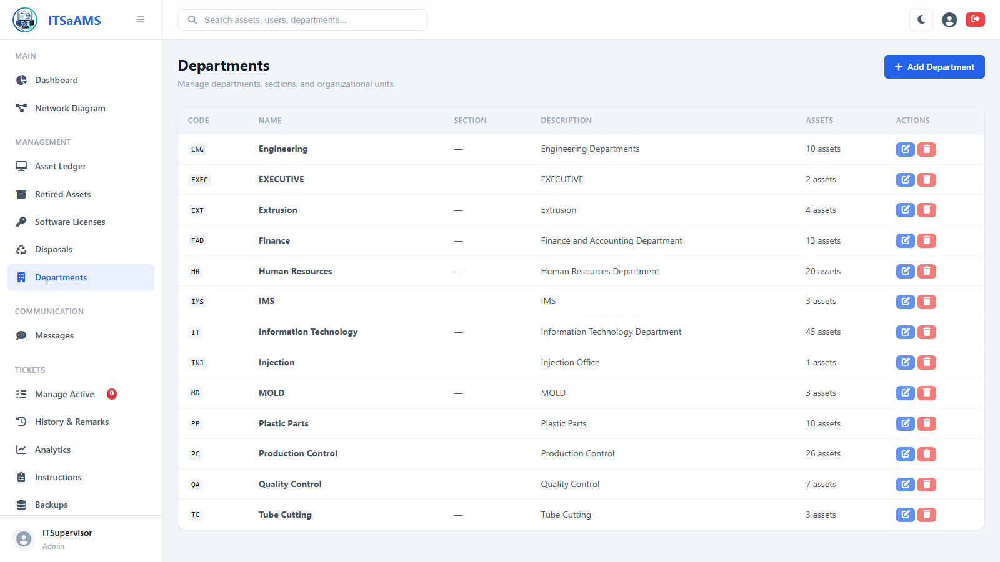 ITSaAMS
Search assets, users, departments...
MAIN
Dashboard
Network Diagram
MANAGEMENT
Asset Ledger
Retired Assets
Software Licenses
Disposals
Departments
COMMUNICATION
Messages
TICKETS
Manage Active 0
History & Remarks
Analytics
Instructions
Backups
ITSupervisor
Admin
Departments
Manage departments, sections, and organizational units
+ Add Department
CODE NAME SECTION DESCRIPTION ASSETS ACTIONS
ENG Engineering — Engineering Departments 10 assets
EXEC EXECUTIVE EXECUTIVE 2 assets
EXT Extrusion — Extrusion 4 assets
FAD Finance — Finance and Accounting Department 13 assets
HR Human Resources — Human Resources Department 20 assets
IMS IMS IMS 3 assets
IT Information Technology — Information Technology Department 45 assets
INJ Injection Injection Office 1 assets
MD MOLD — MOLD 3 assets
PP Plastic Parts Plastic Parts 18 assets
PC Production Control Production Control 26 assets
QA Quality Control Quality Control 7 assets
TC Tube Cutting — Tube Cutting 3 assets